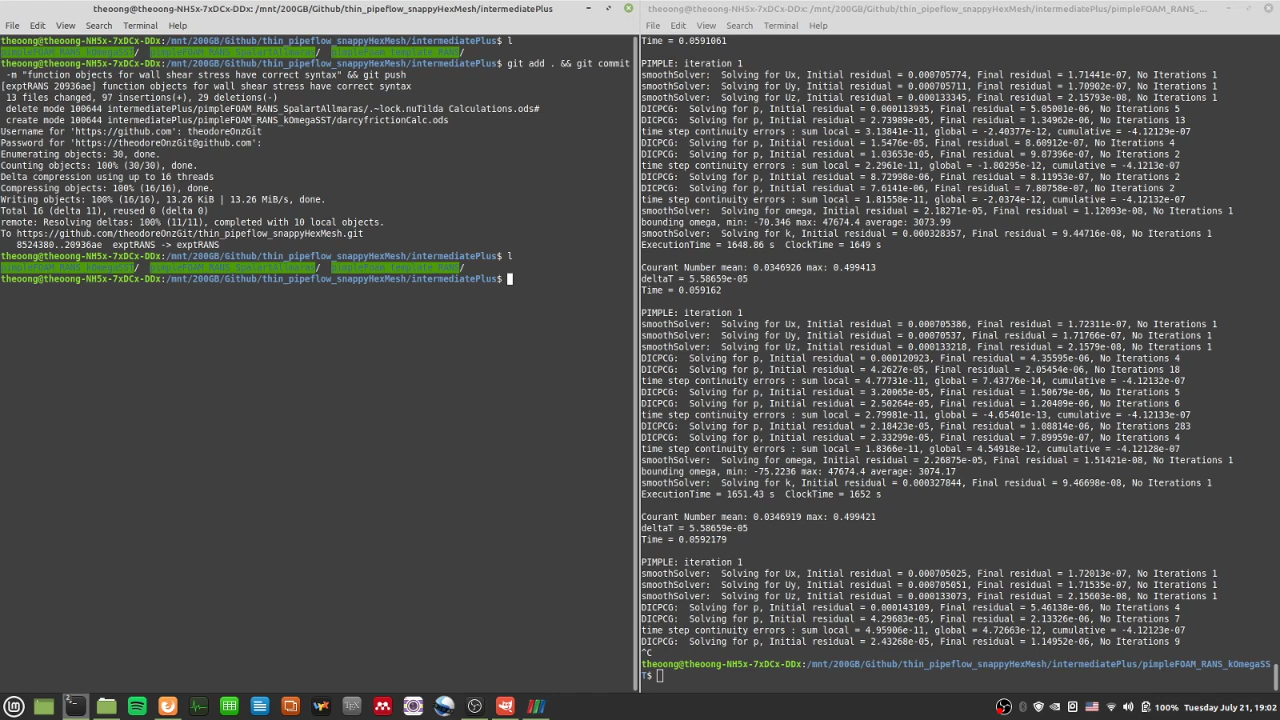 theoong@theoong-NH5x-7xDCx-DDx: /mnt/200GB/Github/thin_pipeflow_snappyHexMesh/intermediatePlus
File Edit View Search Terminal Help
theoong@theoong-NH5x-7xDCx-DDx:/mnt/200GB/Github/thin_pipeflow_snappyHexMesh/intermediatePlus$ l
pimpleFOAM_RANS_kOmegaSST/ pimpleFOAM_RANS_SpalartAllmaras/ pimpleFoam_template_RANS/
theoong@theoong-NH5x-7xDCx-DDx:/mnt/200GB/Github/thin_pipeflow_snappyHexMesh/intermediatePlus$ git add . && git commit
-m "function objects for wall shear stress have correct syntax" && git push
[exptRANS 20936ae] function objects for wall shear stress have correct syntax
13 files changed, 97 insertions(+), 29 deletions(-)
delete mode 100644 intermediatePlus/pimpleFOAM_RANS_SpalartAllmaras/.~lock.nuTilda Calculations.ods#
create mode 100644 intermediatePlus/pimpleFOAM_RANS_kOmegaSST/darcyfrictionCalc.ods
Username for 'https://github.com': theodoreOnzGit
Password for 'https://theodoreOnzGit@github.com':
Enumerating objects: 30, done.
Counting objects: 100% (30/30), done.
Delta compression using up to 16 threads
Compressing objects: 100% (16/16), done.
Writing objects: 100% (16/16), 13.26 KiB | 13.26 MiB/s, done.
Total 16 (delta 11), reused 0 (delta 0)
remote: Resolving deltas: 100% (11/11), completed with 10 local objects.
To https://github.com/theodoreOnzGit/thin_pipeflow_snappyHexMesh.git
8524380..20936ae exptRANS -> exptRANS
theoong@theoong-NH5x-7xDCx-DDx:/mnt/200GB/Github/thin_pipeflow_snappyHexMesh/intermediatePlus$ l
pimpleFOAM_RANS_kOmegaSST/ pimpleFOAM_RANS_SpalartAllmaras/ pimpleFoam_template_RANS/
theoong@theoong-NH5x-7xDCx-DDx:/mnt/200GB/Github/thin_pipeflow_snappyHexMesh/intermediatePlus$
theoong@theoong-NH5x-7xDCx-DDx: /mnt/200GB/Github/thin_pipeflow_snappyHexMesh/intermediatePlus/pimpleFOAM_RANS_...
File Edit View Search Terminal Help
Time = 0.0591061
PIMPLE: iteration 1
smoothSolver: Solving for Ux, Initial residual = 0.000705774, Final residual = 1.71441e-07, No Iterations 1
smoothSolver: Solving for Uy, Initial residual = 0.000705711, Final residual = 1.70902e-07, No Iterations 1
smoothSolver: Solving for Uz, Initial residual = 0.000133345, Final residual = 2.15793e-08, No Iterations 1
DICPCG: Solving for p, Initial residual = 0.000113935, Final residual = 5.05001e-06, No Iterations 5
DICPCG: Solving for p, Initial residual = 2.73989e-05, Final residual = 1.34962e-06, No Iterations 13
time step continuity errors : sum local = 3.13841e-11, global = -2.40377e-12, cumulative = -4.12129e-07
DICPCG: Solving for p, Initial residual = 1.5476e-05, Final residual = 8.60912e-07, No Iterations 4
DICPCG: Solving for p, Initial residual = 1.03653e-05, Final residual = 9.87396e-07, No Iterations 2
time step continuity errors : sum local = 2.2961e-11, global = -1.80295e-12, cumulative = -4.1213e-07
DICPCG: Solving for p, Initial residual = 8.72998e-06, Final residual = 8.11953e-07, No Iterations 2
DICPCG: Solving for p, Initial residual = 7.6141e-06, Final residual = 7.80758e-07, No Iterations 2
time step continuity errors : sum local = 1.81558e-11, global = -2.0374e-12, cumulative = -4.12132e-07
smoothSolver: Solving for omega, Initial residual = 2.18271e-05, Final residual = 1.12093e-08, No Iterations 1
bounding omega, min: -70.346 max: 47674.4 average: 3073.99
smoothSolver: Solving for k, Initial residual = 0.000328357, Final residual = 9.44716e-08, No Iterations 1
ExecutionTime = 1648.86 s ClockTime = 1649 s
Courant Number mean: 0.0346926 max: 0.499413
deltaT = 5.58659e-05
Time = 0.059162
PIMPLE: iteration 1
smoothSolver: Solving for Ux, Initial residual = 0.000705386, Final residual = 1.72311e-07, No Iterations 1
smoothSolver: Solving for Uy, Initial residual = 0.00070537, Final residual = 1.71766e-07, No Iterations 1
smoothSolver: Solving for Uz, Initial residual = 0.000133218, Final residual = 2.1579e-08, No Iterations 1
DICPCG: Solving for p, Initial residual = 0.000120923, Final residual = 4.35595e-06, No Iterations 4
DICPCG: Solving for p, Initial residual = 4.2627e-05, Final residual = 2.05454e-06, No Iterations 18
time step continuity errors : sum local = 4.77731e-11, global = 7.43776e-14, cumulative = -4.12132e-07
DICPCG: Solving for p, Initial residual = 3.20065e-05, Final residual = 1.50679e-06, No Iterations 5
DICPCG: Solving for p, Initial residual = 2.50264e-05, Final residual = 1.20409e-06, No Iterations 6
time step continuity errors : sum local = 2.79981e-11, global = -4.65401e-13, cumulative = -4.12133e-07
DICPCG: Solving for p, Initial residual = 2.18423e-05, Final residual = 1.08814e-06, No Iterations 283
DICPCG: Solving for p, Initial residual = 2.33299e-05, Final residual = 7.89959e-07, No Iterations 4
time step continuity errors : sum local = 1.8366e-11, global = 4.54918e-12, cumulative = -4.12128e-07
smoothSolver: Solving for omega, Initial residual = 2.26875e-05, Final residual = 1.51421e-08, No Iterations 1
bounding omega, min: -75.2236 max: 47674.4 average: 3074.17
smoothSolver: Solving for k, Initial residual = 0.000327844, Final residual = 9.46698e-08, No Iterations 1
ExecutionTime = 1651.43 s ClockTime = 1652 s
Courant Number mean: 0.0346919 max: 0.499421
deltaT = 5.58659e-05
Time = 0.0592179
PIMPLE: iteration 1
smoothSolver: Solving for Ux, Initial residual = 0.000705025, Final residual = 1.72013e-07, No Iterations 1
smoothSolver: Solving for Uy, Initial residual = 0.000705051, Final residual = 1.71535e-07, No Iterations 1
smoothSolver: Solving for Uz, Initial residual = 0.000133073, Final residual = 2.15603e-08, No Iterations 1
DICPCG: Solving for p, Initial residual = 0.000143109, Final residual = 5.46138e-06, No Iterations 4
DICPCG: Solving for p, Initial residual = 4.29683e-05, Final residual = 2.13326e-06, No Iterations 7
time step continuity errors : sum local = 4.95906e-11, global = 4.72663e-12, cumulative = -4.12123e-07
DICPCG: Solving for p, Initial residual = 2.43268e-05, Final residual = 1.14952e-06, No Iterations 9
^C
theoong@theoong-NH5x-7xDCx-DDx:/mnt/200GB/Github/thin_pipeflow_snappyHexMesh/intermediatePlus/pimpleFOAM_RANS_kOmegaSS
T$
100% Tuesday July 21, 19:02